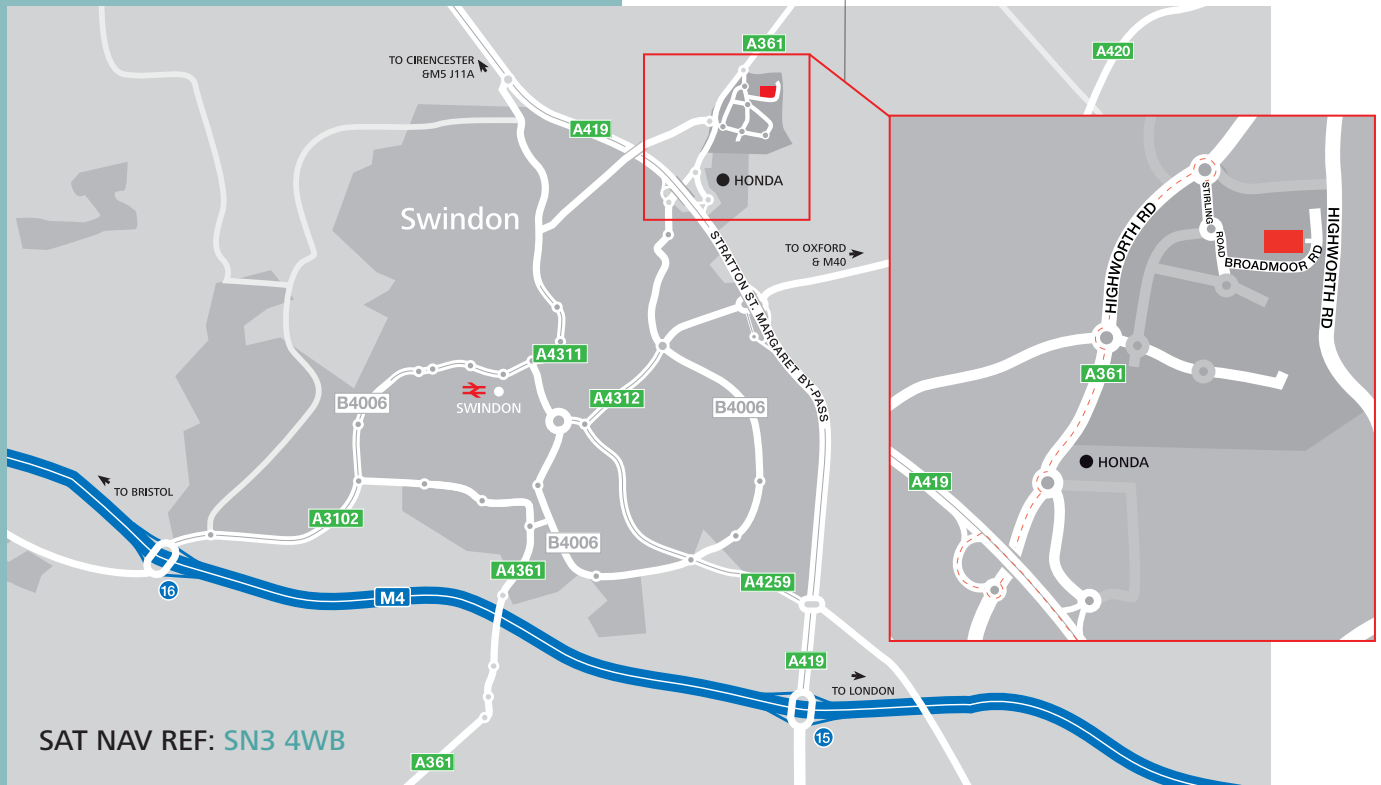 A361
A420
TO CIRENCESTER
&M5 J11A
A419
HONDA
Swindon
TO OXFORD
& M40
STRATTON ST. MARGARET BY-PASS
A4311
A4312
B4006
SWINDON
B4006
TO BRISTOL
A3102
B4006
A4361
A4259
16
M4
A419
TO LONDON
15
A361
SAT NAV REF: SN3 4WB
STIRLING
ROAD
HIGHWORTH RD
BROADMOOR RD
HIGHWORTH RD
A361
HONDA
A419